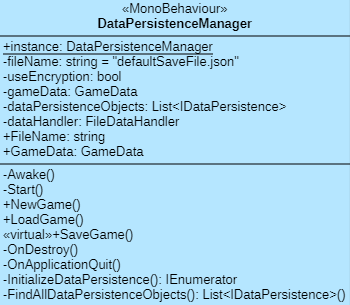 «MonoBehaviour»
DataPersistenceManager
+instance: DataPersistenceManager
-fileName: string = "defaultSaveFile.json"
-useEncryption: bool
-gameData: GameData
-dataPersistenceObjects: List<IDataPersistence>
-dataHandler: FileDataHandler
+FileName: string
+GameData: GameData
-Awake()
-Start()
+NewGame()
+LoadGame()
«virtual»+SaveGame()
-OnDestroy()
-OnApplicationQuit()
-InitializeDataPersistence(): IEnumerator
-FindAllDataPersistenceObjects(): List<IDataPersistence>()